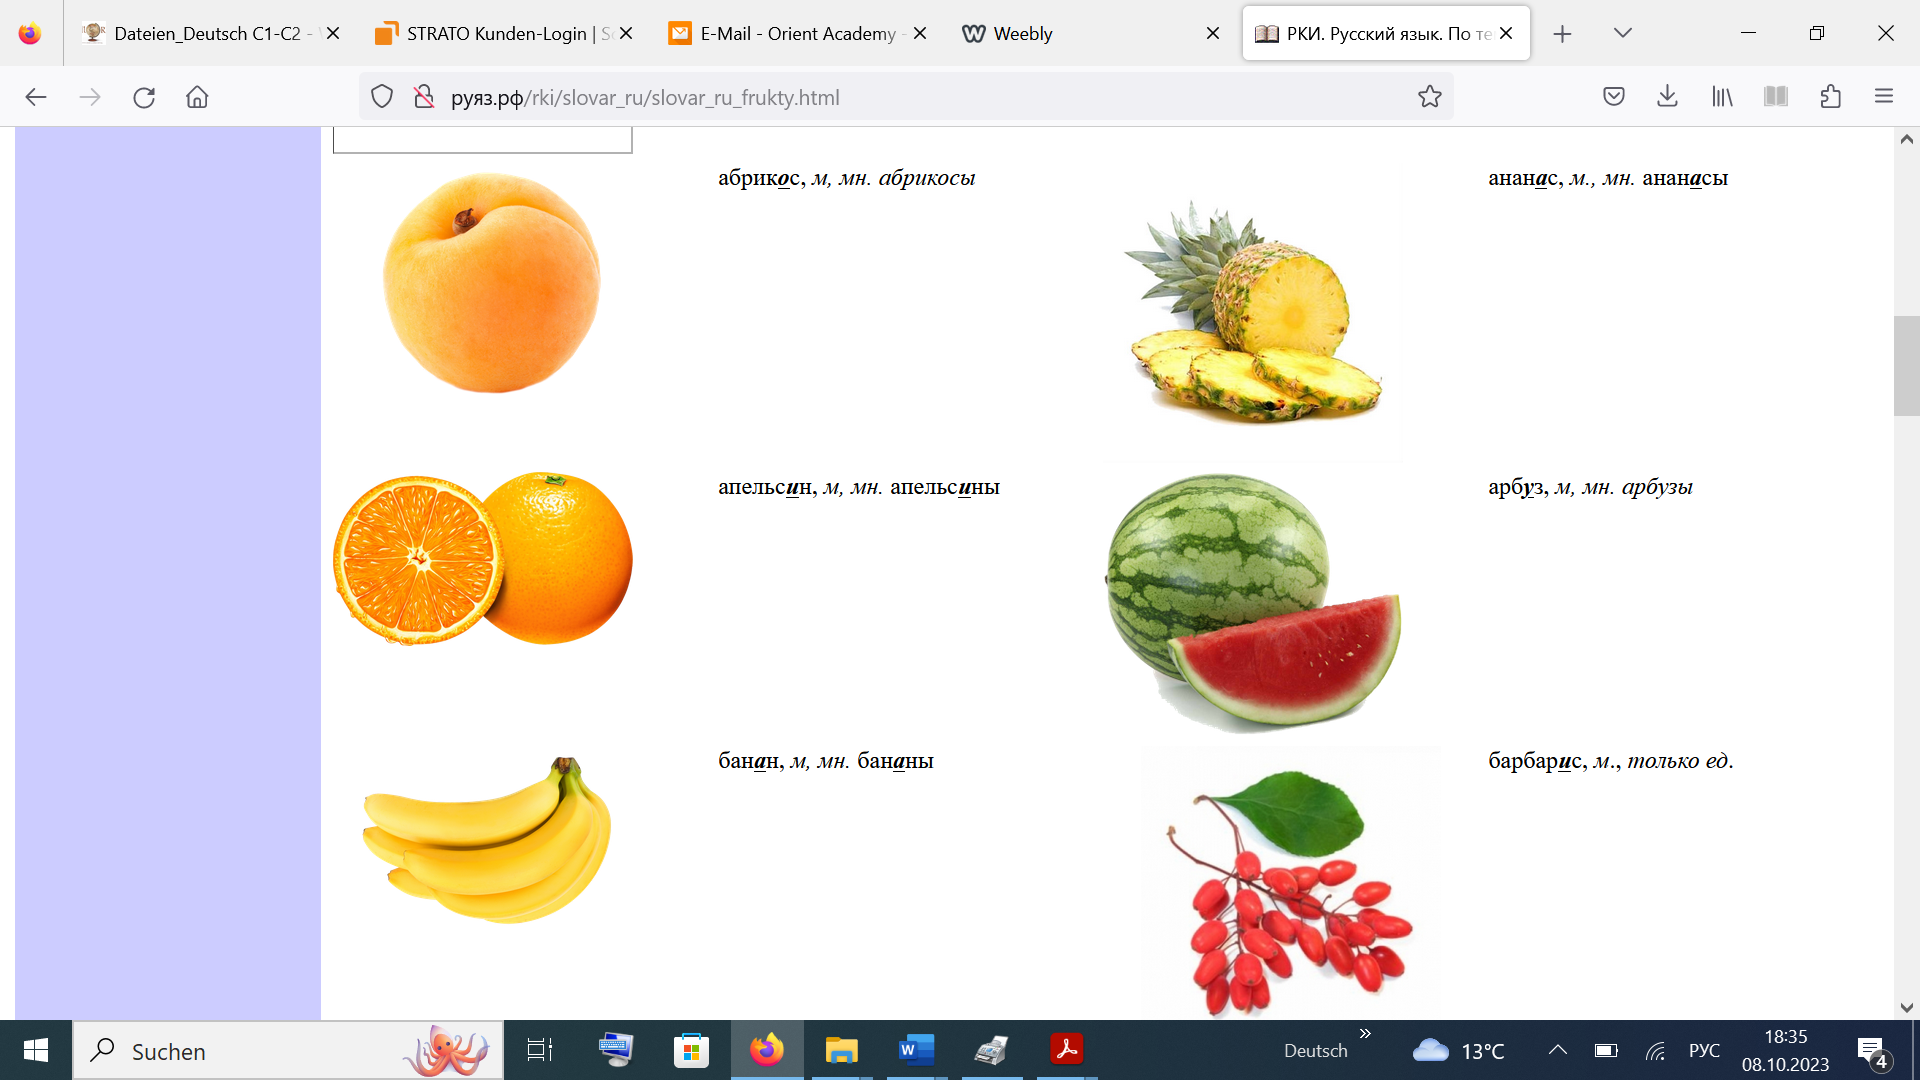 Dateien_Deutsch C1-C2 -
STRATO Kunden-Login |
E-Mail - Orient Academy -
Weebly
РКИ. Русский язык. По
руяз.рф/rki/slovar_ru/slovar_ru_frukty.html
абрикос, м, мн. абрикосы
ананас, м., мн. ананасы
апельсин, м, мн. апельсины
арбуз, м, мн. арбузы
банан, м, мн. бананы
барбарис, м., только ед.
Suchen
W
Deutsch
13°C
РУС
18:35
08.10.2023
4